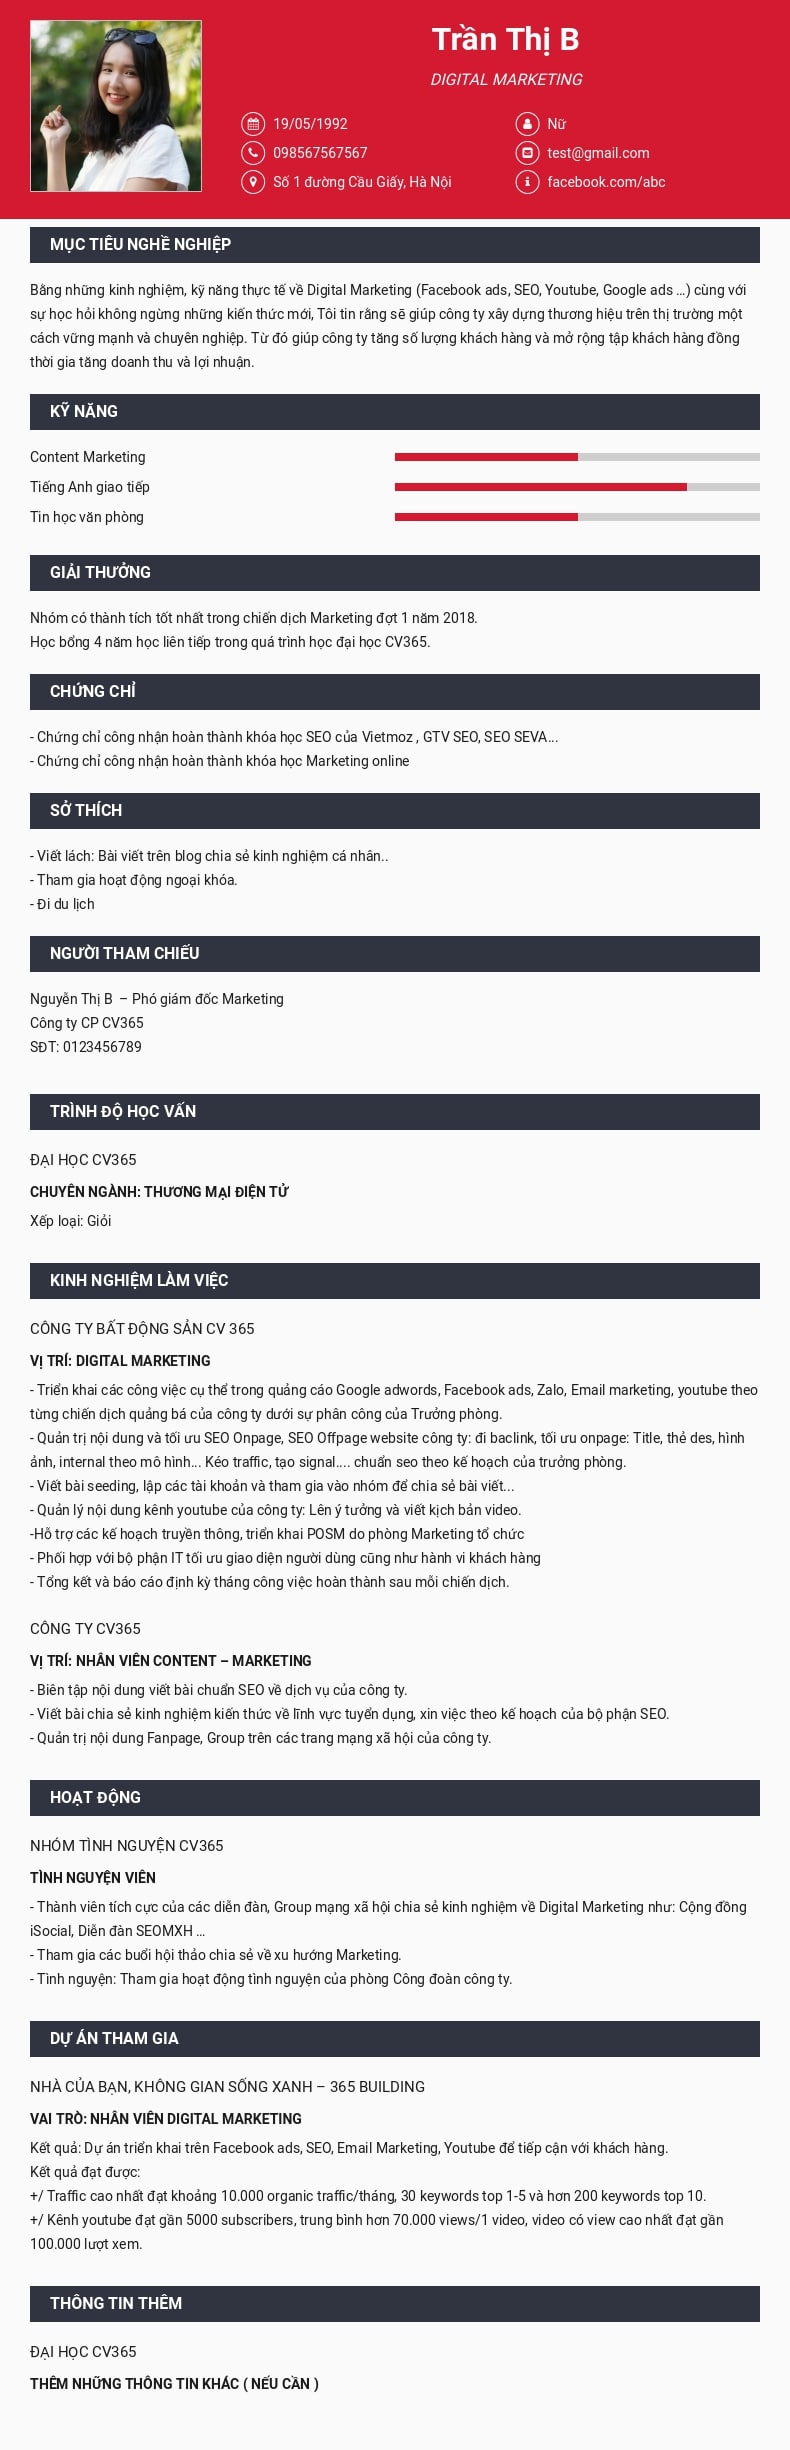 Trần Thị B
DIGITAL MARKETING
19/05/1992
Nữ
098567567567
test@gmail.com
Số 1 đường Cầu Giấy, Hà Nội
facebook.com/abc
MỤC TIÊU NGHỀ NGHIỆP
Bằng những kinh nghiệm, kỹ năng thực tế về Digital Marketing (Facebook ads, SEO, Youtube, Google ads …) cùng với
sự học hỏi không ngừng những kiến thức mới, Tôi tin rằng sẽ giúp công ty xây dựng thương hiệu trên thị trường một
cách vững mạnh và chuyên nghiệp. Từ đó giúp công ty tăng số lượng khách hàng và mở rộng tập khách hàng đồng
thời gia tăng doanh thu và lợi nhuận.
KỸ NĂNG
Content Marketing
Tiếng Anh giao tiếp
Tin học văn phòng
GIẢI THƯỞNG
Nhóm có thành tích tốt nhất trong chiến dịch Marketing đợt 1 năm 2018.
Học bổng 4 năm học liên tiếp trong quá trình học đại học CV365.
CHỨNG CHỈ
- Chứng chỉ công nhận hoàn thành khóa học SEO của Vietmoz , GTV SEO, SEO SEVA...
- Chứng chỉ công nhận hoàn thành khóa học Marketing online
SỞ THÍCH
- Viết lách: Bài viết trên blog chia sẻ kinh nghiệm cá nhân..
- Tham gia hoạt động ngoại khóa.
- Đi du lịch
NGƯỜI THAM CHIẾU
Nguyễn Thị B – Phó giám đốc Marketing
Công ty CP CV365
SĐT: 0123456789
TRÌNH ĐỘ HỌC VẤN
ĐẠI HỌC CV365
CHUYÊN NGÀNH: THƯƠNG MẠI ĐIỆN TỬ
Xếp loại: Giỏi
KINH NGHIỆM LÀM VIỆC
CÔNG TY BẤT ĐỘNG SẢN CV 365
VỊ TRÍ: DIGITAL MARKETING
- Triển khai các công việc cụ thể trong quảng cáo Google adwords, Facebook ads, Zalo, Email marketing, youtube theo
từng chiến dịch quảng bá của công ty dưới sự phân công của Trưởng phòng.
- Quản trị nội dung và tối ưu SEO Onpage, SEO Offpage website công ty: đi baclink, tối ưu onpage: Title, thẻ des, hình
ảnh, internal theo mô hình... Kéo traffic, tạo signal.... chuẩn seo theo kế hoạch của trưởng phòng.
- Viết bài seeding, lập các tài khoản và tham gia vào nhóm để chia sẻ bài viết...
- Quản lý nội dung kênh youtube của công ty: Lên ý tưởng và viết kịch bản video.
-Hỗ trợ các kế hoạch truyền thông, triển khai POSM do phòng Marketing tổ chức
- Phối hợp với bộ phận IT tối ưu giao diện người dùng cũng như hành vi khách hàng
- Tổng kết và báo cáo định kỳ tháng công việc hoàn thành sau mỗi chiến dịch.
CÔNG TY CV365
VỊ TRÍ: NHÂN VIÊN CONTENT – MARKETING
- Biên tập nội dung viết bài chuẩn SEO về dịch vụ của công ty.
- Viết bài chia sẻ kinh nghiệm kiến thức về lĩnh vực tuyển dụng, xin việc theo kế hoạch của bộ phận SEO.
- Quản trị nội dung Fanpage, Group trên các trang mạng xã hội của công ty.
HOẠT ĐỘNG
NHÓM TÌNH NGUYỆN CV365
TÌNH NGUYỆN VIÊN
- Thành viên tích cực của các diễn đàn, Group mạng xã hội chia sẻ kinh nghiệm về Digital Marketing như: Cộng đồng
iSocial, Diễn đàn SEOMXH …
- Tham gia các buổi hội thảo chia sẻ về xu hướng Marketing.
- Tình nguyện: Tham gia hoạt động tình nguyện của phòng Công đoàn công ty.
DỰ ÁN THAM GIA
NHÀ CỦA BẠN, KHÔNG GIAN SỐNG XANH – 365 BUILDING
VAI TRÒ: NHÂN VIÊN DIGITAL MARKETING
Kết quả: Dự án triển khai trên Facebook ads, SEO, Email Marketing, Youtube để tiếp cận với khách hàng.
Kết quả đạt được:
+/ Traffic cao nhất đạt khoảng 10.000 organic traffic/tháng, 30 keywords top 1-5 và hơn 200 keywords top 10.
+/ Kênh youtube đạt gần 5000 subscribers, trung bình hơn 70.000 views/1 video, video có view cao nhất đạt gần
100.000 lượt xem.
THÔNG TIN THÊM
ĐẠI HỌC CV365
THÊM NHỮNG THÔNG TIN KHÁC ( NẾU CẦN )